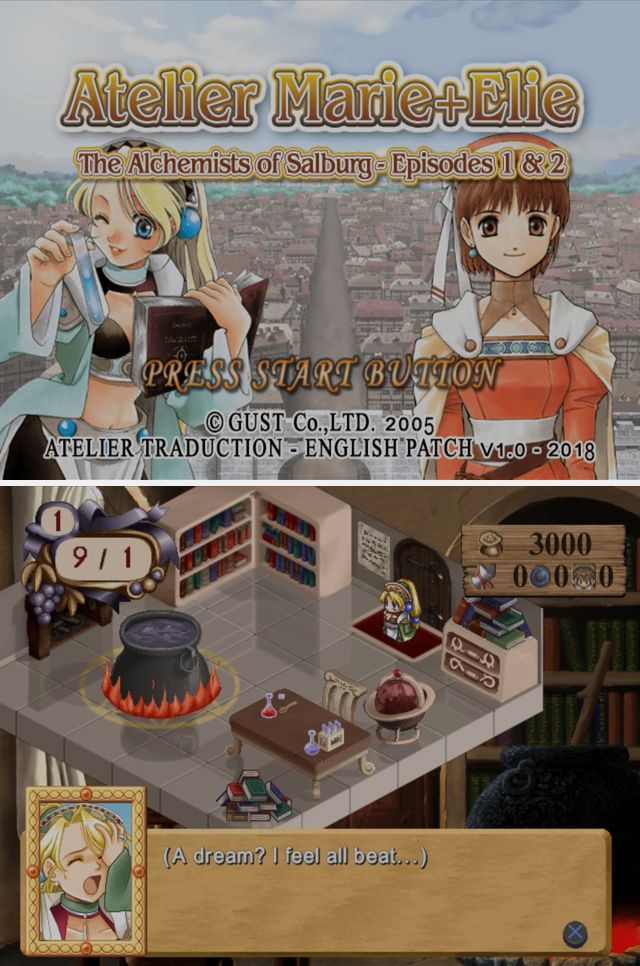 Atelier Marie+Elie
The Alchemists of Salburg - Episodes 1 & 2
PRESS START BUTTON
© GUST Co.,LTD. 2005
ATELIER TRADUCTION - ENGLISH PATCH V1.0 - 2018
1
9 / 1
3000
0 0 0
(A dream? I feel all beat...)